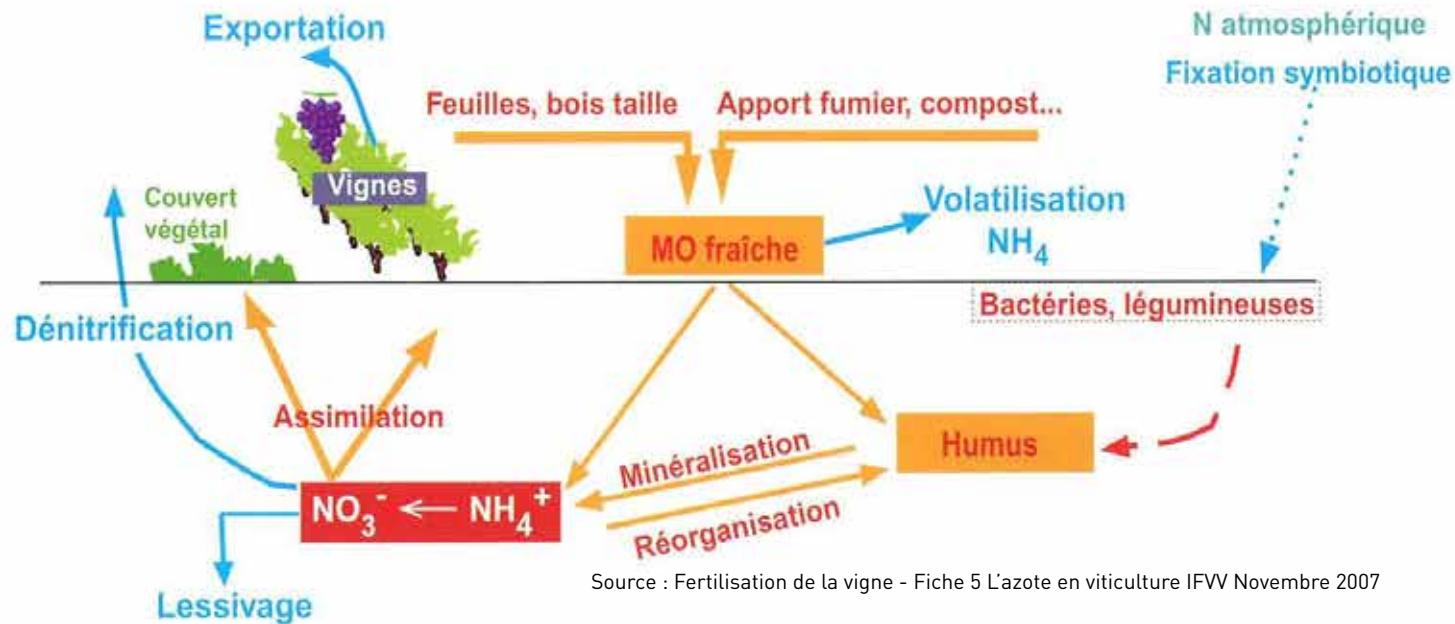 Exportation
N atmosphérique
Fixation symbiotique
Feuilles, bois taille
Apport fumier, compost...
Vignes
Couvert
végétal
Volatilisation
NH4
MO fraîche
Bactéries, légumineuses
Dénitrification
Assimilation
Humus
Minéralisation
NO3- ← NH4+
Réorganisation
Source : Fertilisation de la vigne - Fiche 5 L'azote en viticulture IFVV Novembre 2007
Lessivage